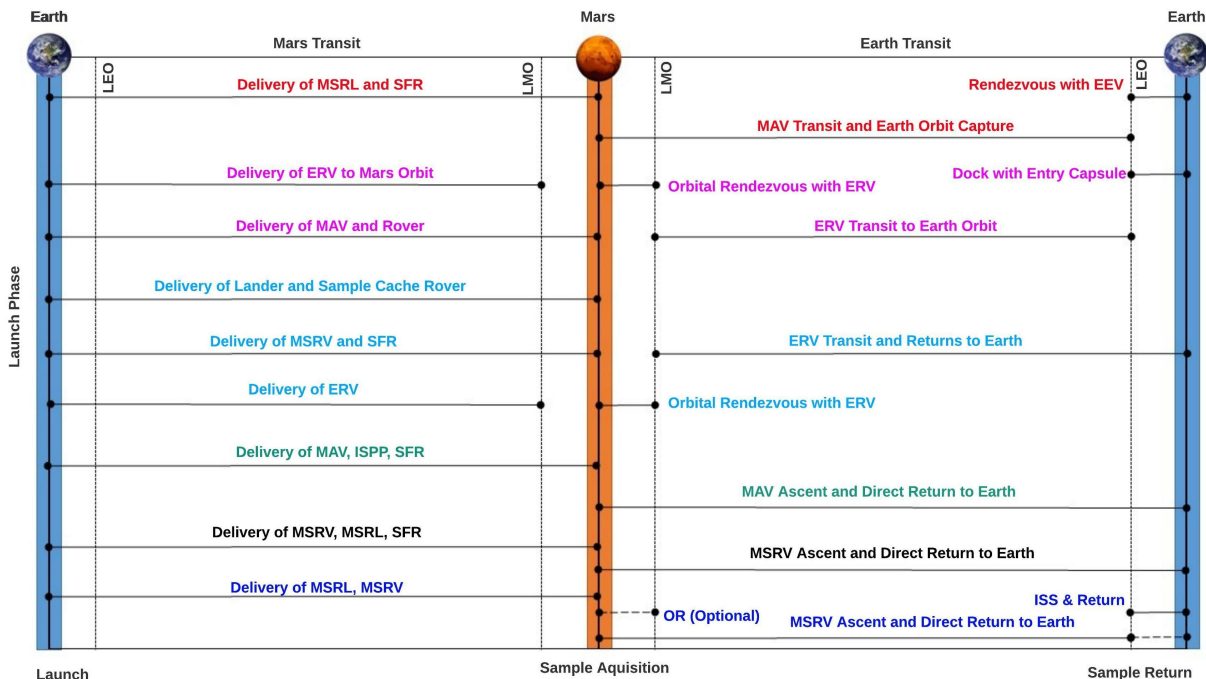 Earth
Mars
Earth
Mars Transit
Earth Transit
LEO
LMO
LMO
LEO
Delivery of MSRL and SFR
Rendezvous with EEV
MAV Transit and Earth Orbit Capture
Delivery of ERV to Mars Orbit
Dock with Entry Capsule
Orbital Rendezvous with ERV
Delivery of MAV and Rover
ERV Transit to Earth Orbit
Launch Phase
Delivery of Lander and Sample Cache Rover
Delivery of MSRV and SFR
ERV Transit and Returns to Earth
Delivery of ERV
Orbital Rendezvous with ERV
Delivery of MAV, ISPP, SFR
MAV Ascent and Direct Return to Earth
Delivery of MSRV, MSRL, SFR
MSRV Ascent and Direct Return to Earth
Delivery of MSRL, MSRV
ISS & Return
OR (Optional)
MSRV Ascent and Direct Return to Earth
Launch
Sample Aquisition
Sample Return